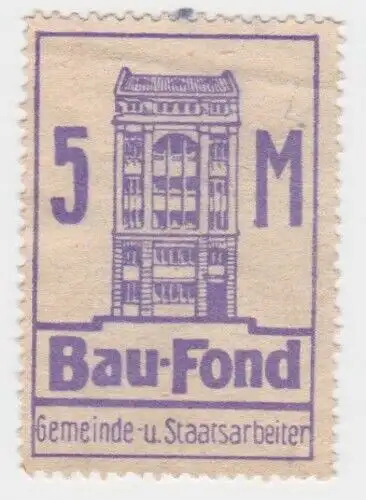 5 M
Bau-Fond
Gemeinde-u. Staatsarbeiter